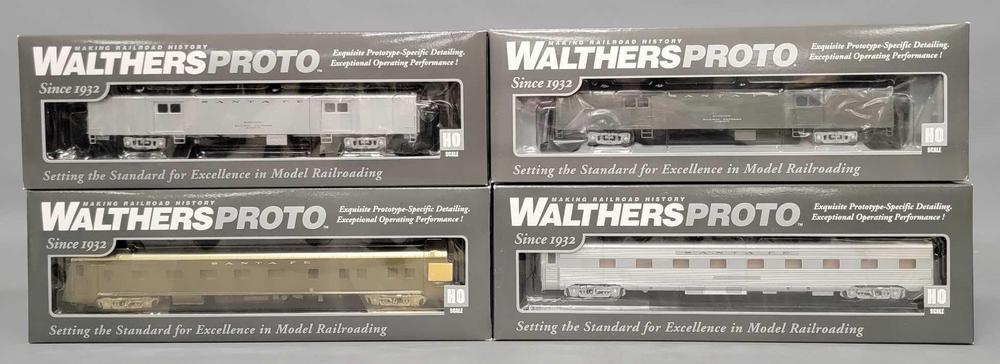 MAKING RAILROAD HISTORY
WALTHERSPROTO™
Exquisite Prototype-Specific Detailing.
Exceptional Operating Performance !
Since 1932
SANTA FE
HO
SCALE
Setting the Standard for Excellence in Model Railroading
MAKING RAILROAD HISTORY
WALTHERSPROTO
Exquisite Prototype-Specific Detailing.
Exceptional Operating Performance !
Since 1932
HO
SCALE
Setting the Standard for Excellence in Model Railroading
MAKING RAILROAD HISTORY
WALTHERSPROTO™
Exquisite Prototype-Specific Detailing.
Exceptional Operating Performance !
Since 1932
SANTA FE
HO
SCALE
Setting the Standard for Excellence in Model Railroading
MAKING RAILROAD HISTORY
WALTHERSPROTO
Exquisite Prototype-Specific Detailing.
Exceptional Operating Performance !
Since 1932
SANTA FE
HO
SCALE
Setting the Standard for Excellence in Model Railroading